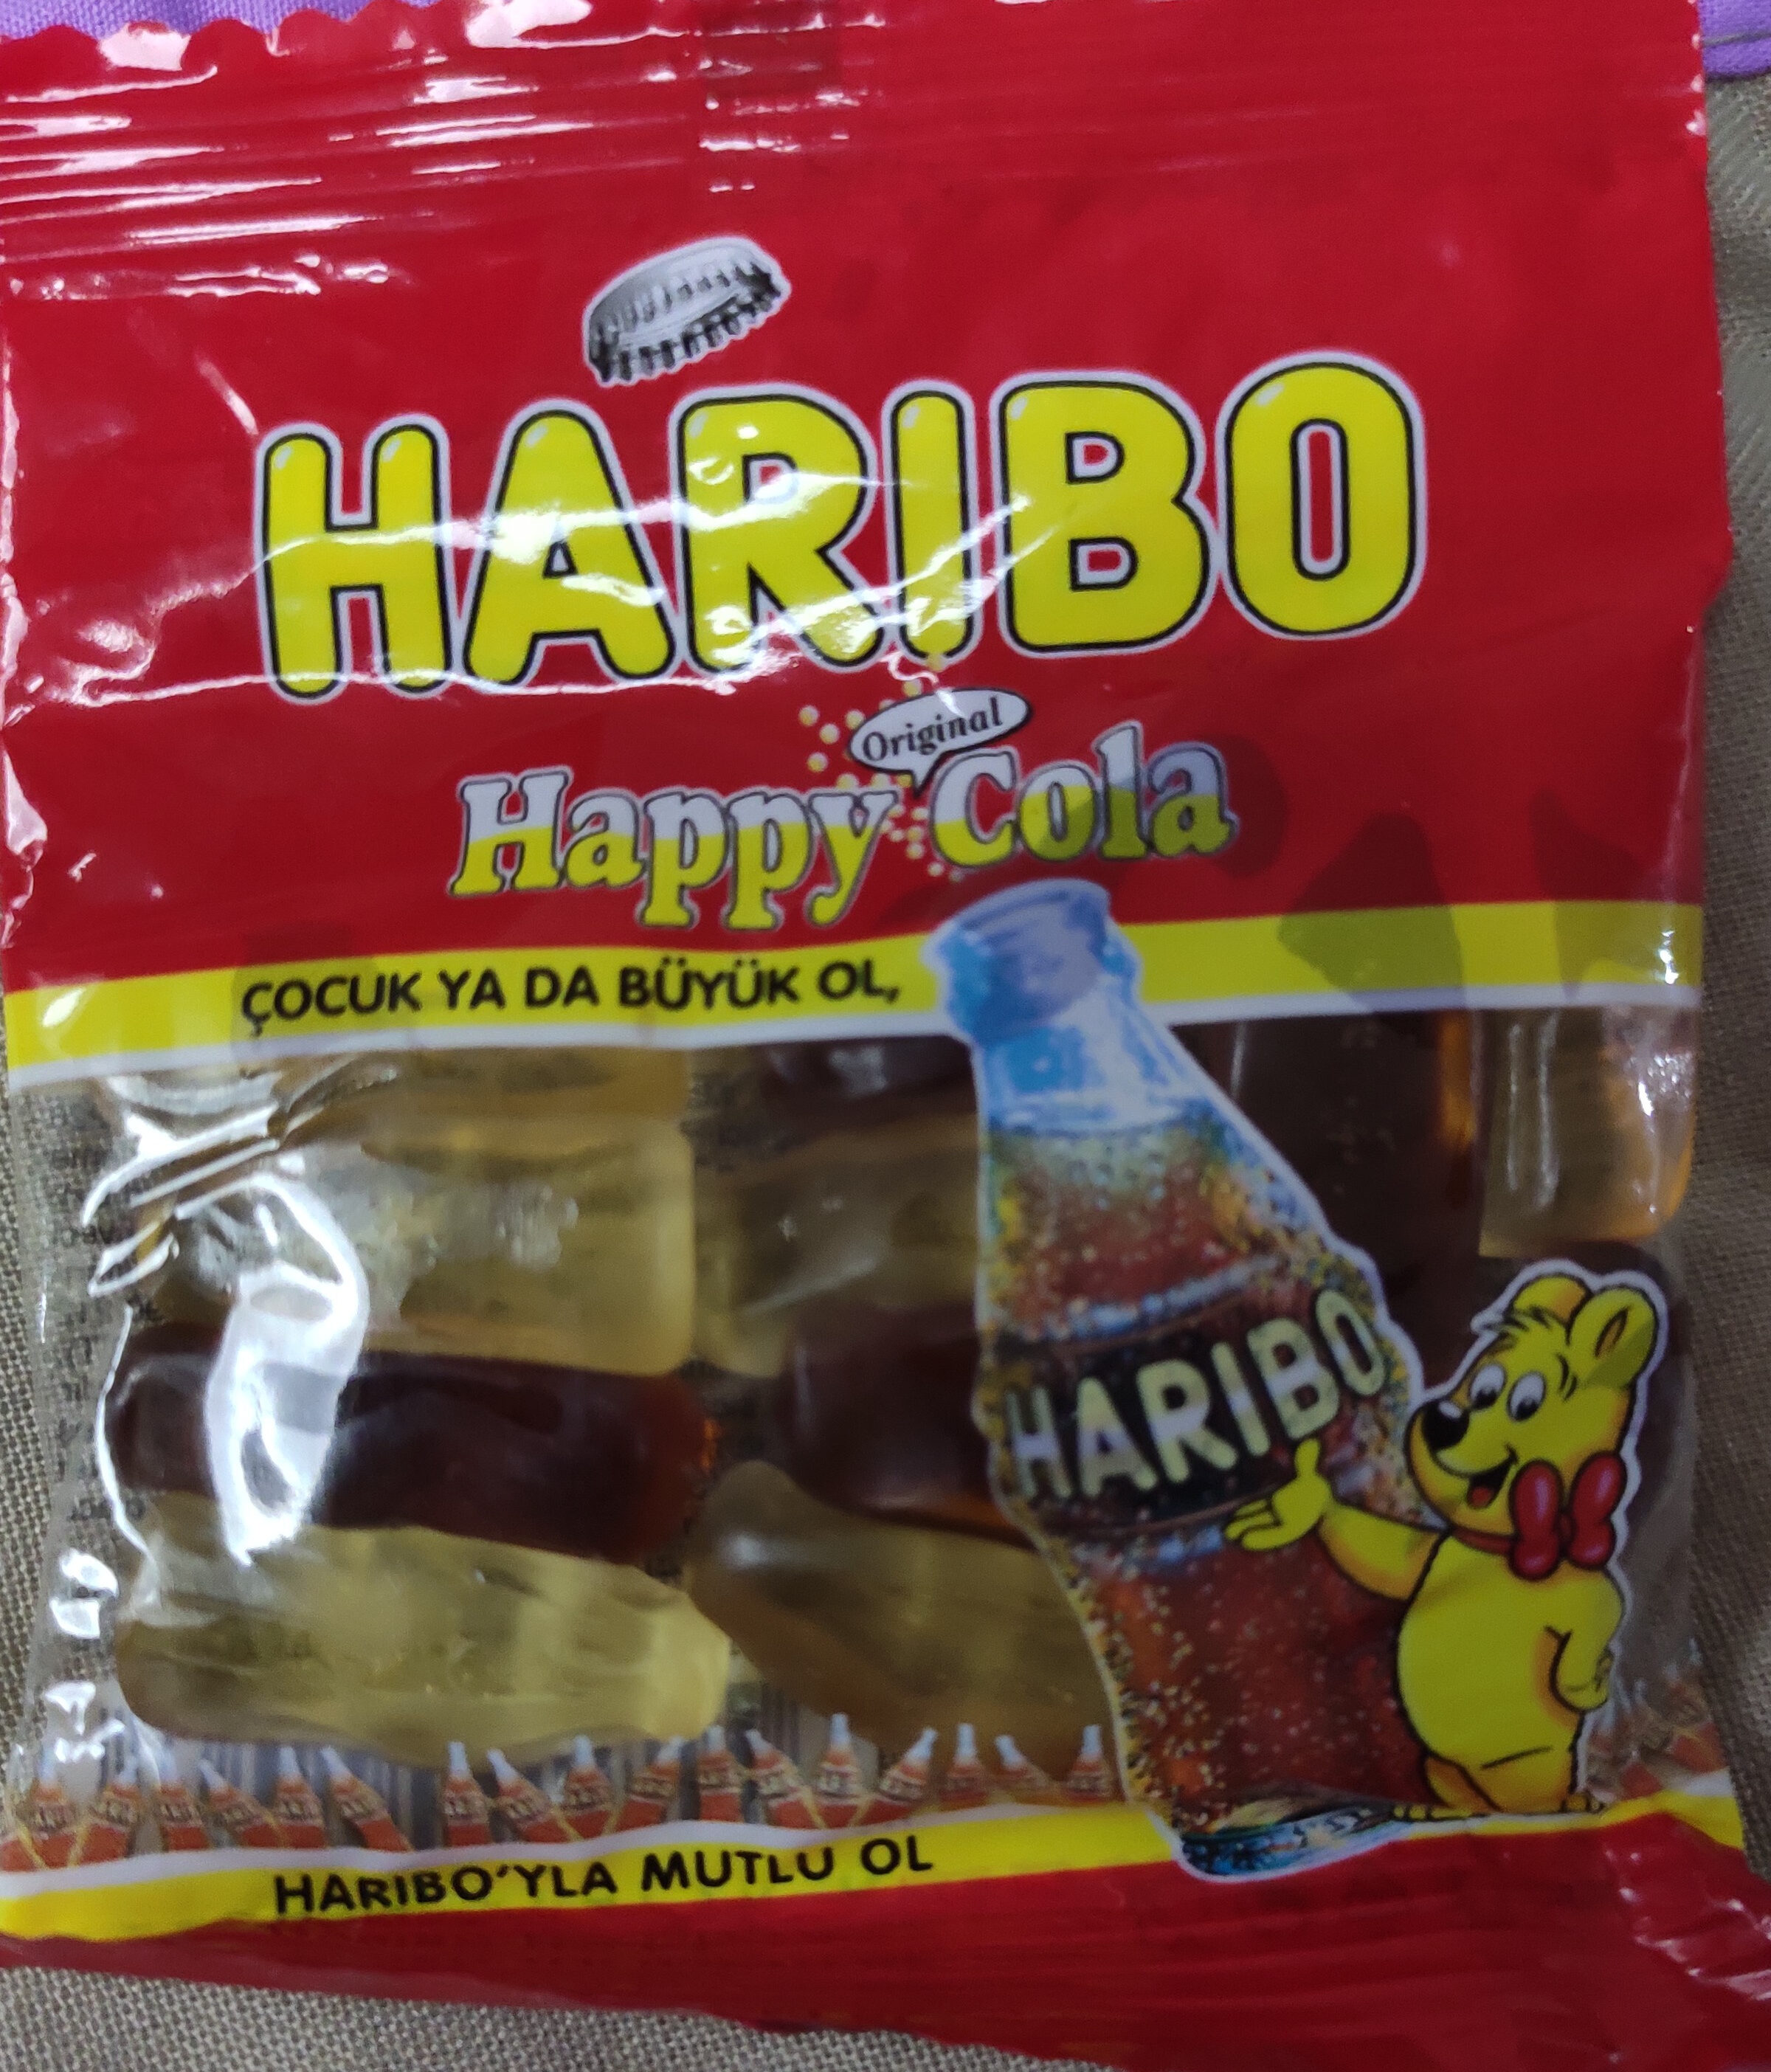 HARIBO
Original
Happy Cola
ÇOCUK YA DA BÜYÜK OL,
HARIBO
HARIBO'YLA MUTLU OL